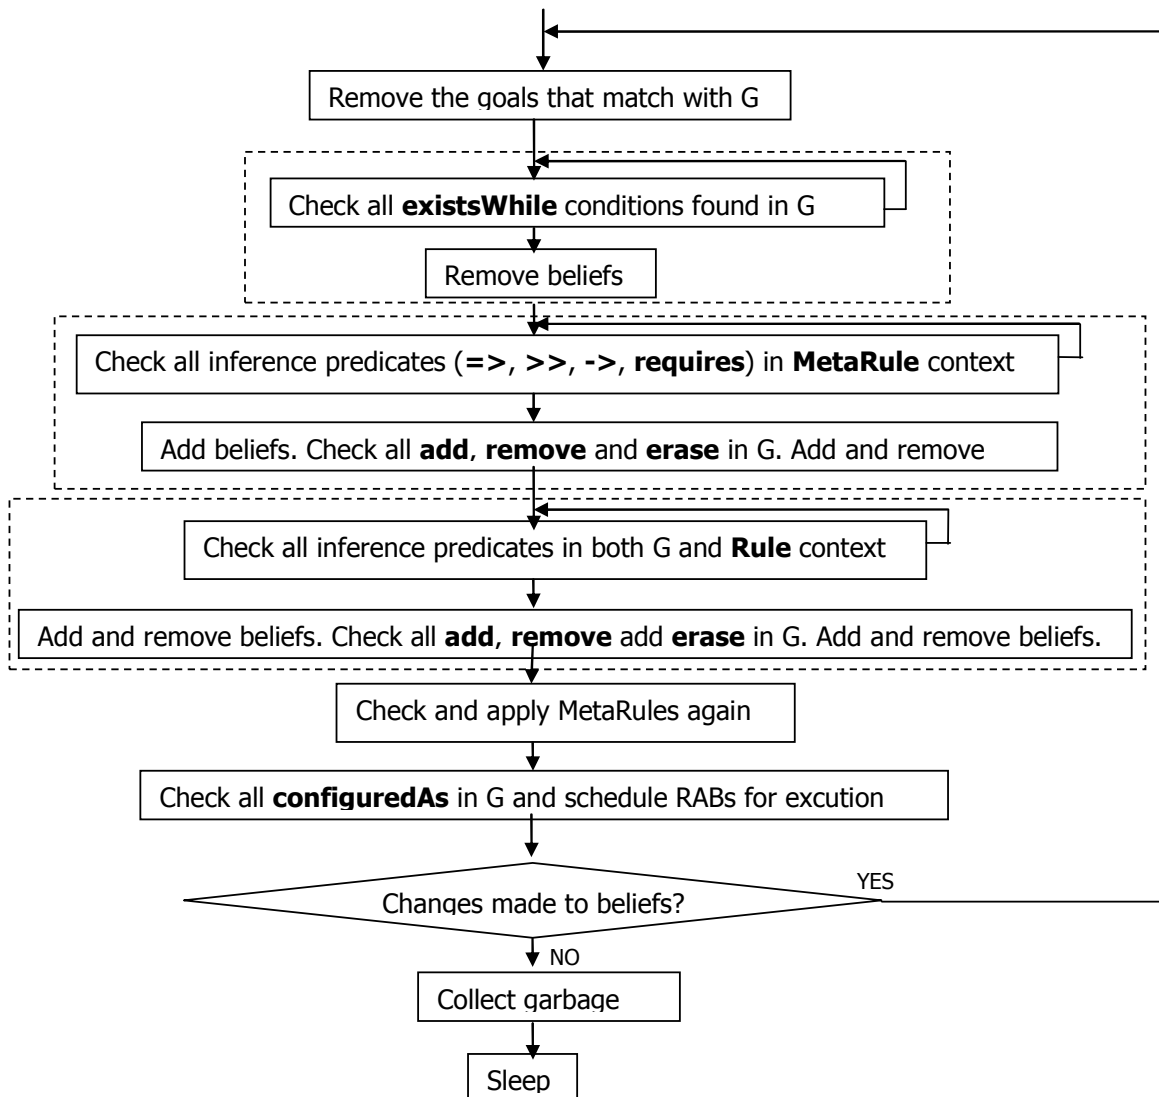 Remove the goals that match with G
Check all existsWhile conditions found in G
Remove beliefs
Check all inference predicates (=>, >>, ->, requires) in MetaRule context
Add beliefs. Check all add, remove and erase in G. Add and remove
Check all inference predicates in both G and Rule context
Add and remove beliefs. Check all add, remove add erase in G. Add and remove beliefs.
Check and apply MetaRules again
Check all configuredAs in G and schedule RABs for excution
YES
Changes made to beliefs?
NO
Collect garbage
Sleep